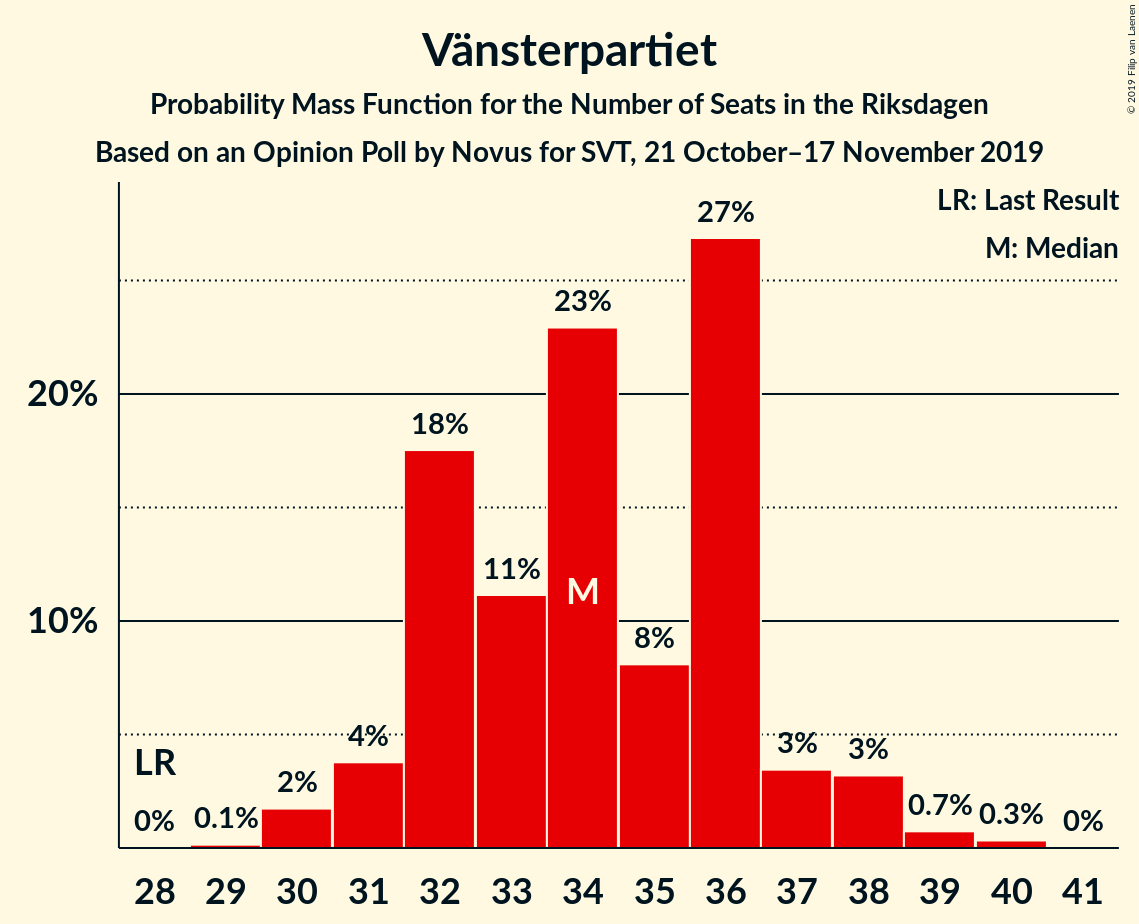 Vänsterpartiet
Probability Mass Function for the Number of Seats in the Riksdagen
Based on an Opinion Poll by Novus for SVT, 21 October–17 November 2019
© 2019 Filip van Laenen
LR: Last Result
M: Median
27%
23%
20%
18%
11%
M
10%
8%
4%
3%
3%
LR
2%
0%
0.1%
0.7%
0.3%
0%
28 29 30 31 32 33 34 35 36 37 38 39 40 41